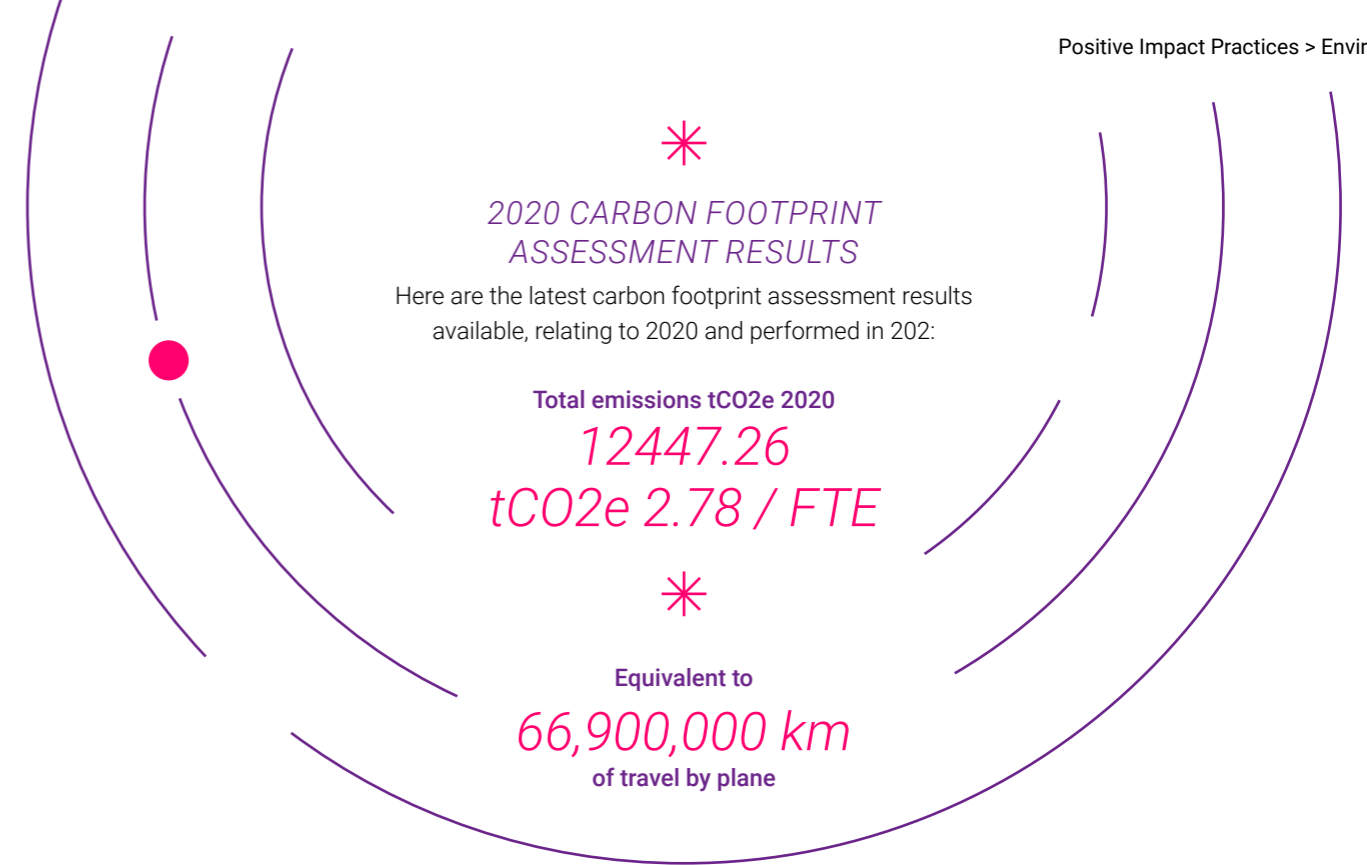 Positive Impact Practices > Envir
2020 CARBON FOOTPRINT
ASSESSMENT RESULTS
Here are the latest carbon footprint assessment results
available, relating to 2020 and performed in 202:
Total emissions tCO2e 2020
12447.26
tCO2e 2.78 / FTE
Equivalent to
66,900,000 km
of travel by plane